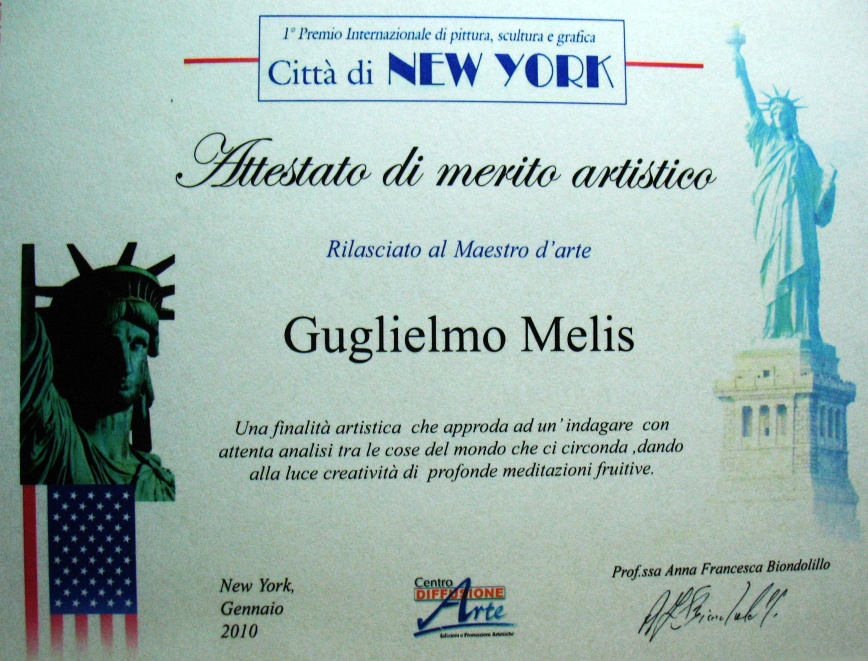 1° Premio Internazionale di pittura, scultura e grafica
Città di NEW YORK
Attestato di merito artistico
Rilasciato al Maestro d'arte
Guglielmo Melis
Una finalità artistica che approda ad un' indagare con
attenta analisi tra le cose del mondo che ci circonda ,dando
alla luce creatività di profonde meditazioni fruitive.
New York,
Gennaio
2010
Centro
DIFFUSIONE
Arte
Edizioni e Promozioni Artistiche
Prof.ssa Anna Francesca Biondolillo